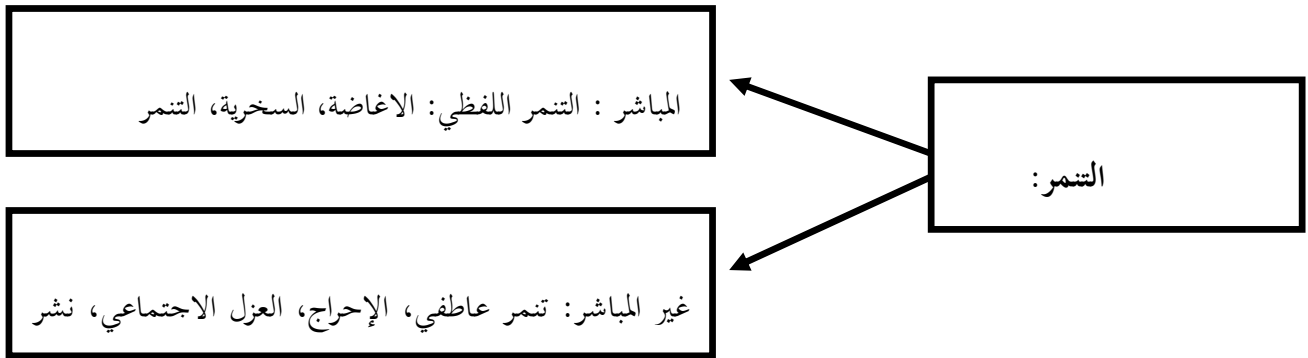 التنمر:
المباشر : التنمر اللفظي: الاغاضة، السخرية، التنمر
غير المباشر: تنمر عاطفي، الإحراج، العزل الاجتماعي، نشر